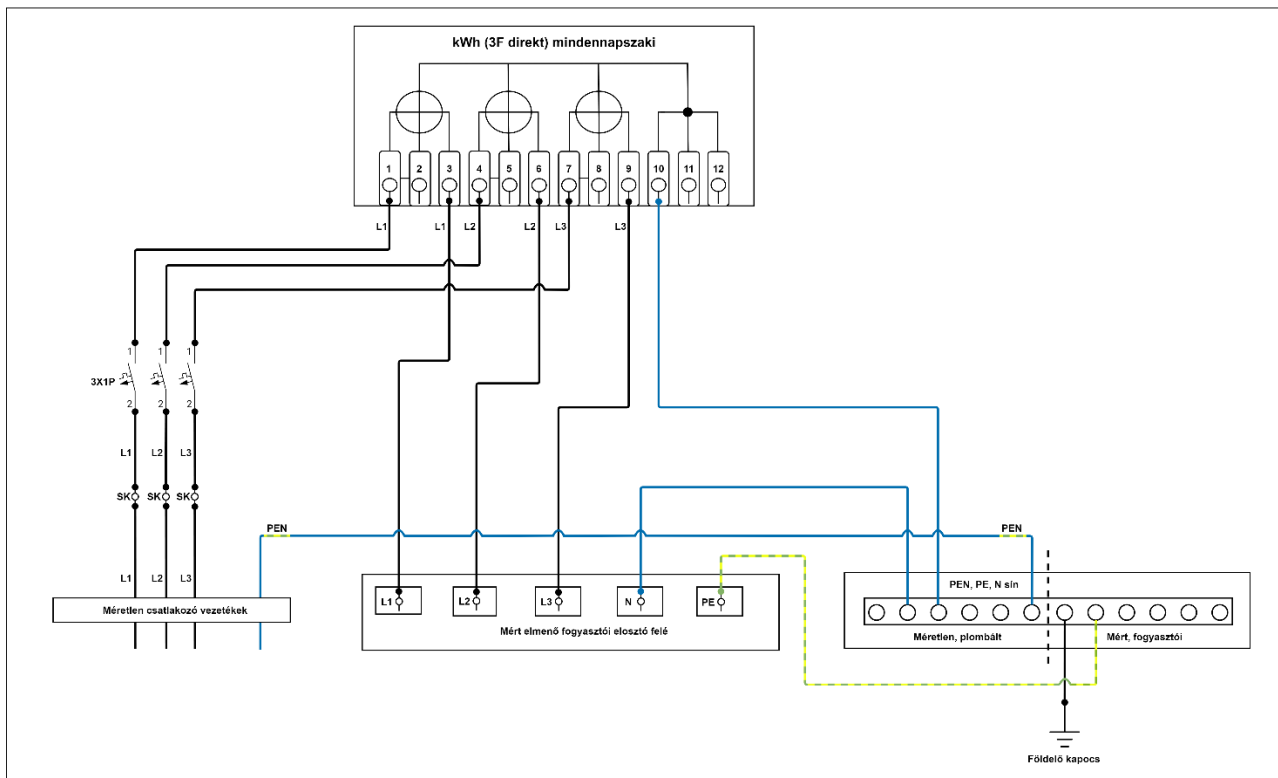 kWh (3F direkt) mindennapszaki
1 2 3 4 5 6 7 8 9 10 11 12
L1 L1 L2 L2 L3 L3
1 1 1
3X1P
2 2 2
L1 L2 L3
SK SK SK
PEN PEN
L1 L2 L3
Méretlen csatlakozó vezetékek
L1 L2 L3 N PE
Mért elmenő fogyasztói elosztó felé
PEN, PE, N sín
Méretlen, plombált Mért, fogyasztói
Földelő kapocs